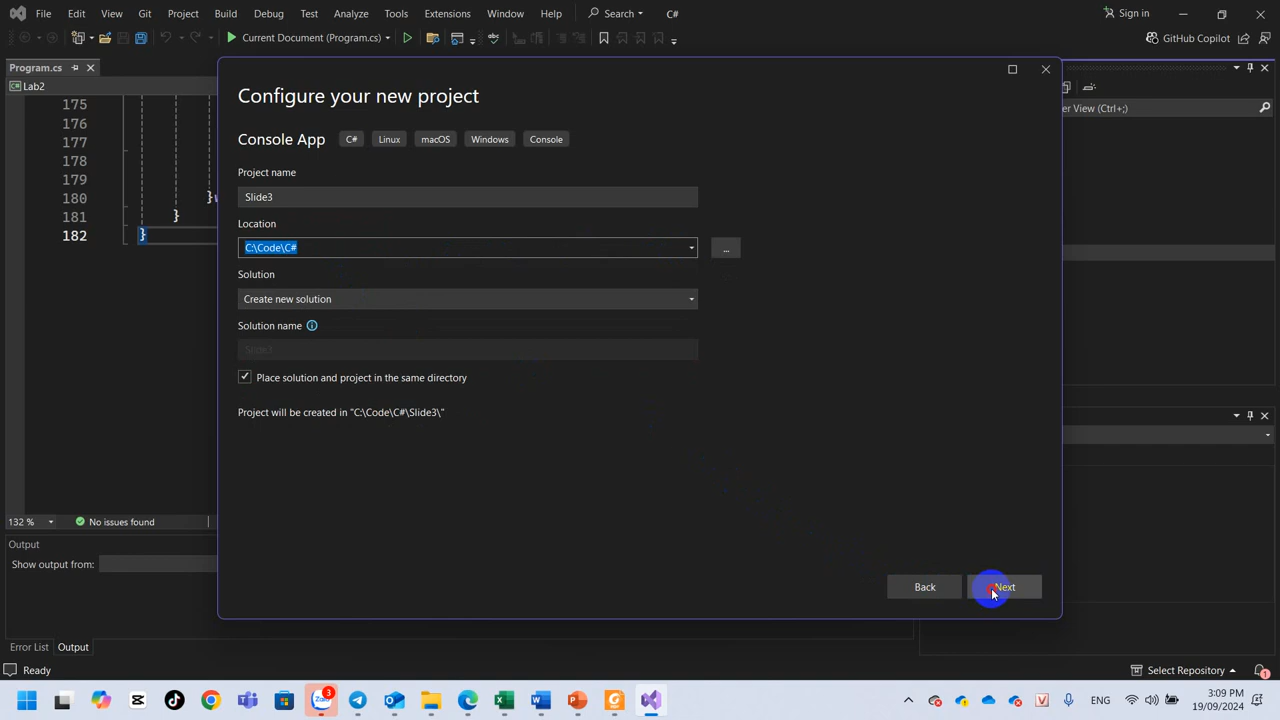 File Edit View Git Project Build Debug Test Analyze Tools Extensions Window Help Search C# Sign in
Current Document (Program.cs) GitHub Copilot
Program.cs
Lab2
er View (Ctrl+;)
175
176
177
178
179
180
181 }
182 }
Configure your new project
Console App C# Linux macOS Windows Console
Project name
Slide3
Location
C:\Code\C#
...
Solution
Create new solution
Solution name
Slide3
Place solution and project in the same directory
Project will be created in "C:\Code\C#\Slide3\"
Back Next
132 % No issues found
Output
Show output from:
Error List Output
Ready Select Repository
3 ENG 3:09 PM
19/09/2024